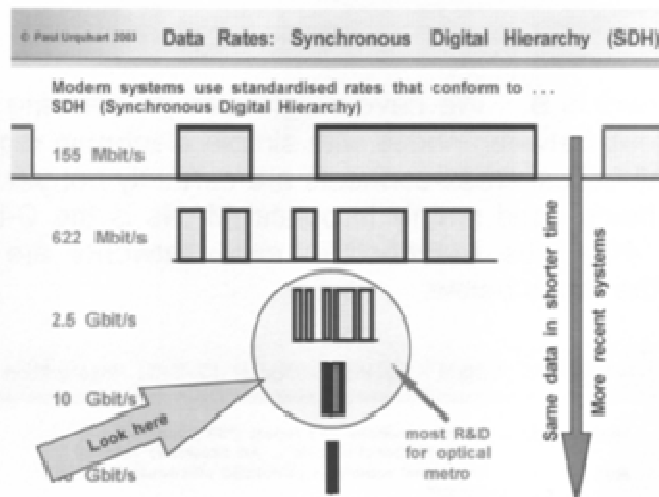 © Paul Urquhart 2003 Data Rates: Synchronous Digital Hierarchy (SDH)
Modern systems use standardised rates that conform to ...
SDH (Synchronous Digital Hierarchy)
155 Mbit/s
622 Mbit/s
2.5 Gbit/s
10 Gbit/s
Gbit/s
Look here
most R&D
for optical
metro
Same data in shorter time
More recent systems